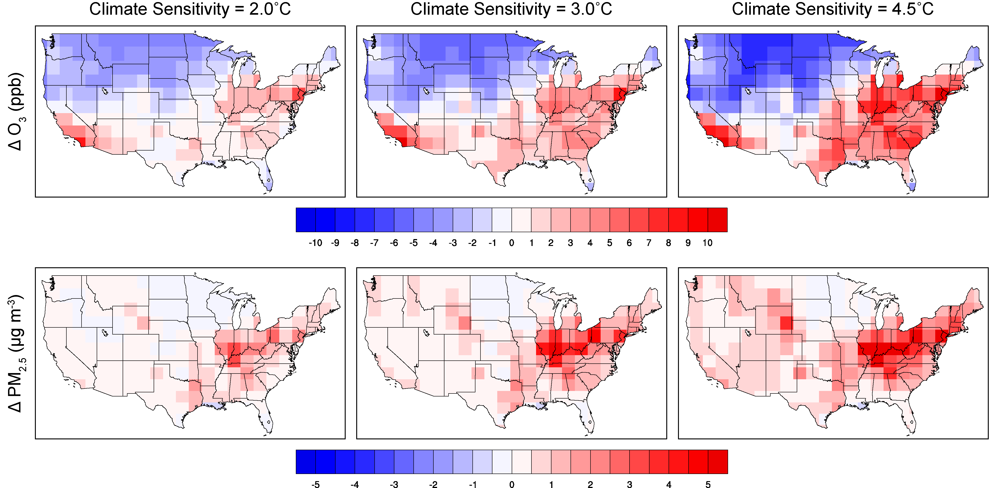 Climate Sensitivity = 2.0°C Climate Sensitivity = 3.0°C Climate Sensitivity = 4.5°C
Δ O3 (ppb)
-10 -9 -8 -7 -6 -5 -4 -3 -2 -1 0 1 2 3 4 5 6 7 8 9 10
Δ PM2.5 (µg m-3)
-5 -4 -3 -2 -1 0 1 2 3 4 5